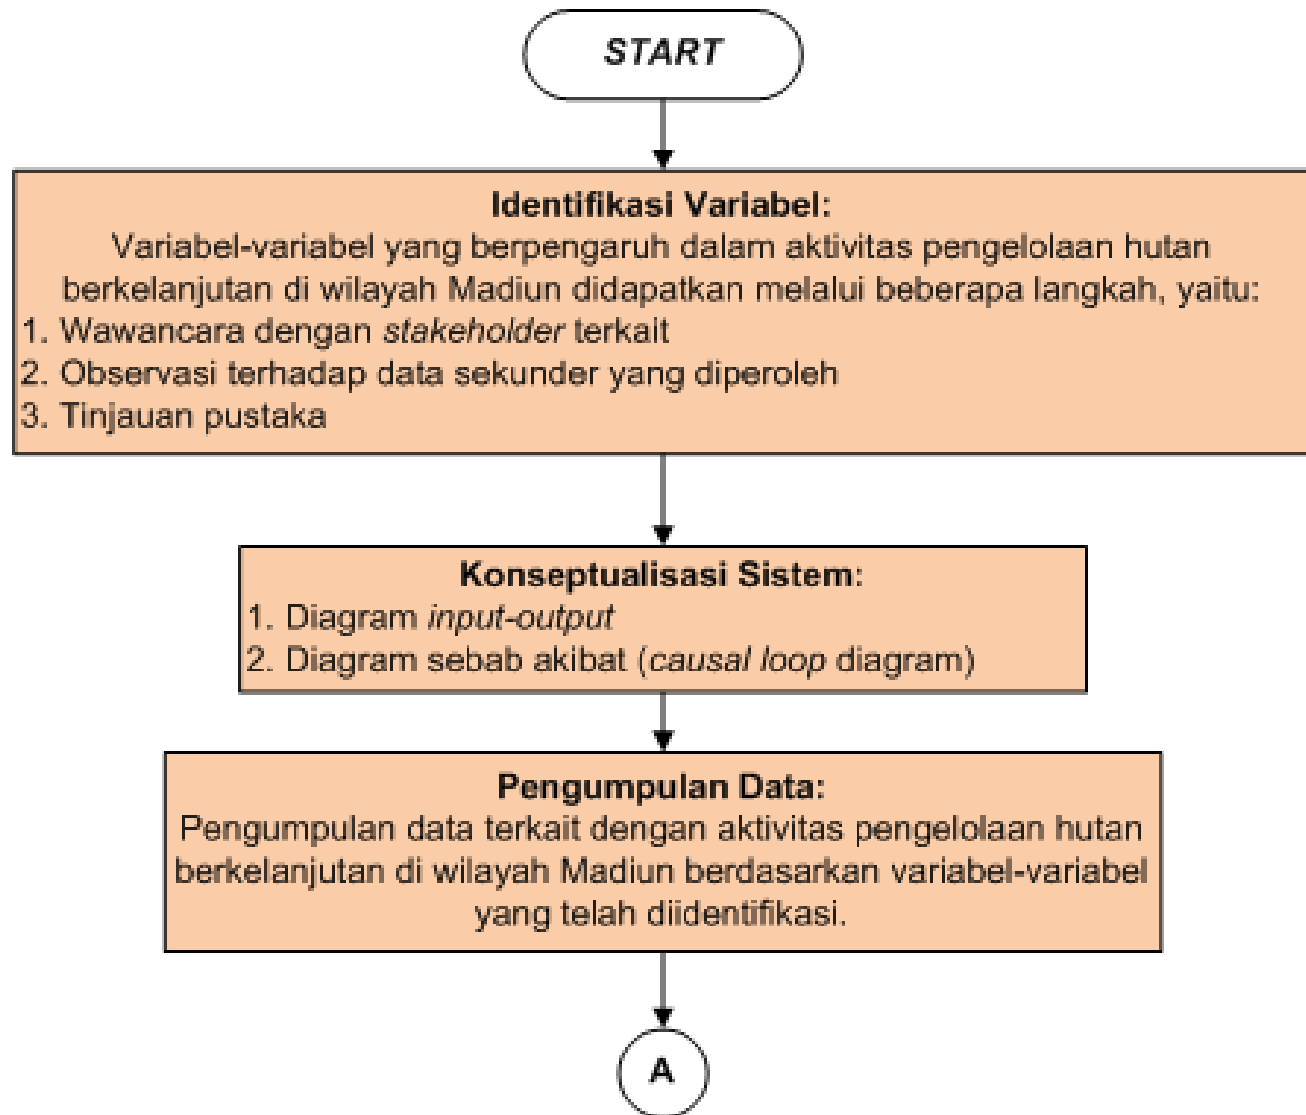 START
Identifikasi Variabel:
Variabel-variabel yang berpengaruh dalam aktivitas pengelolaan hutan
berkelanjutan di wilayah Madiun didapatkan melalui beberapa langkah, yaitu:
1. Wawancara dengan stakeholder terkait
2. Observasi terhadap data sekunder yang diperoleh
3. Tinjauan pustaka
Konseptualisasi Sistem:
1. Diagram input-output
2. Diagram sebab akibat (causal loop diagram)
Pengumpulan Data:
Pengumpulan data terkait dengan aktivitas pengelolaan hutan
berkelanjutan di wilayah Madiun berdasarkan variabel-variabel
yang telah diidentifikasi.
A